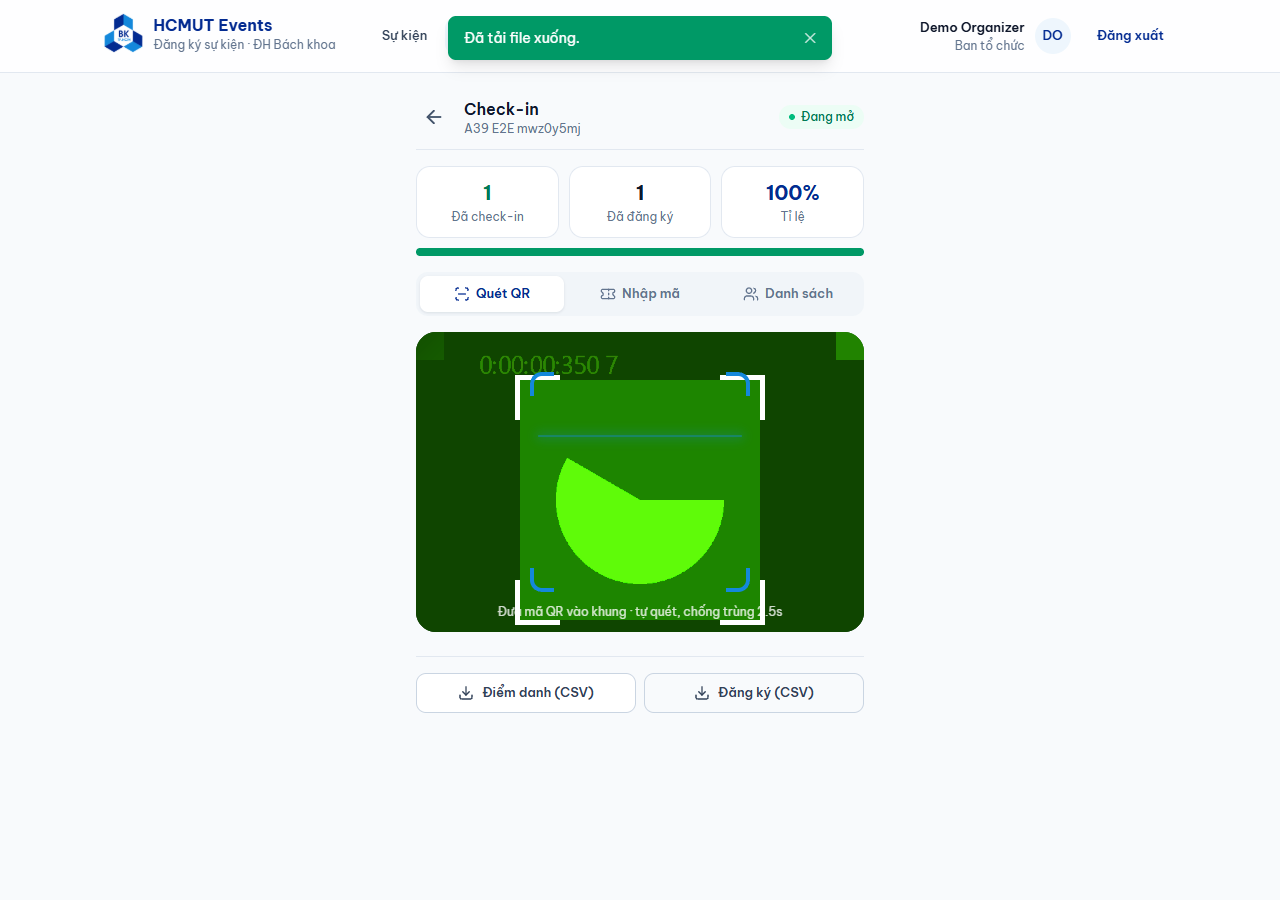 HCMUT Events
Đăng ký sự kiện · ĐH Bách khoa
BK
Sự kiện
Đã tải file xuống.
Demo Organizer
Ban tổ chức
DO
Đăng xuất
Check-in
A39 E2E mwz0y5mj
Đang mở
1
Đã check-in
1
Đã đăng ký
100%
Tỉ lệ
Quét QR
Nhập mã
Danh sách
0:00:00:350 7
Đưa mã QR vào khung · tự quét, chống trùng 2.5s
Điểm danh (CSV)
Đăng ký (CSV)